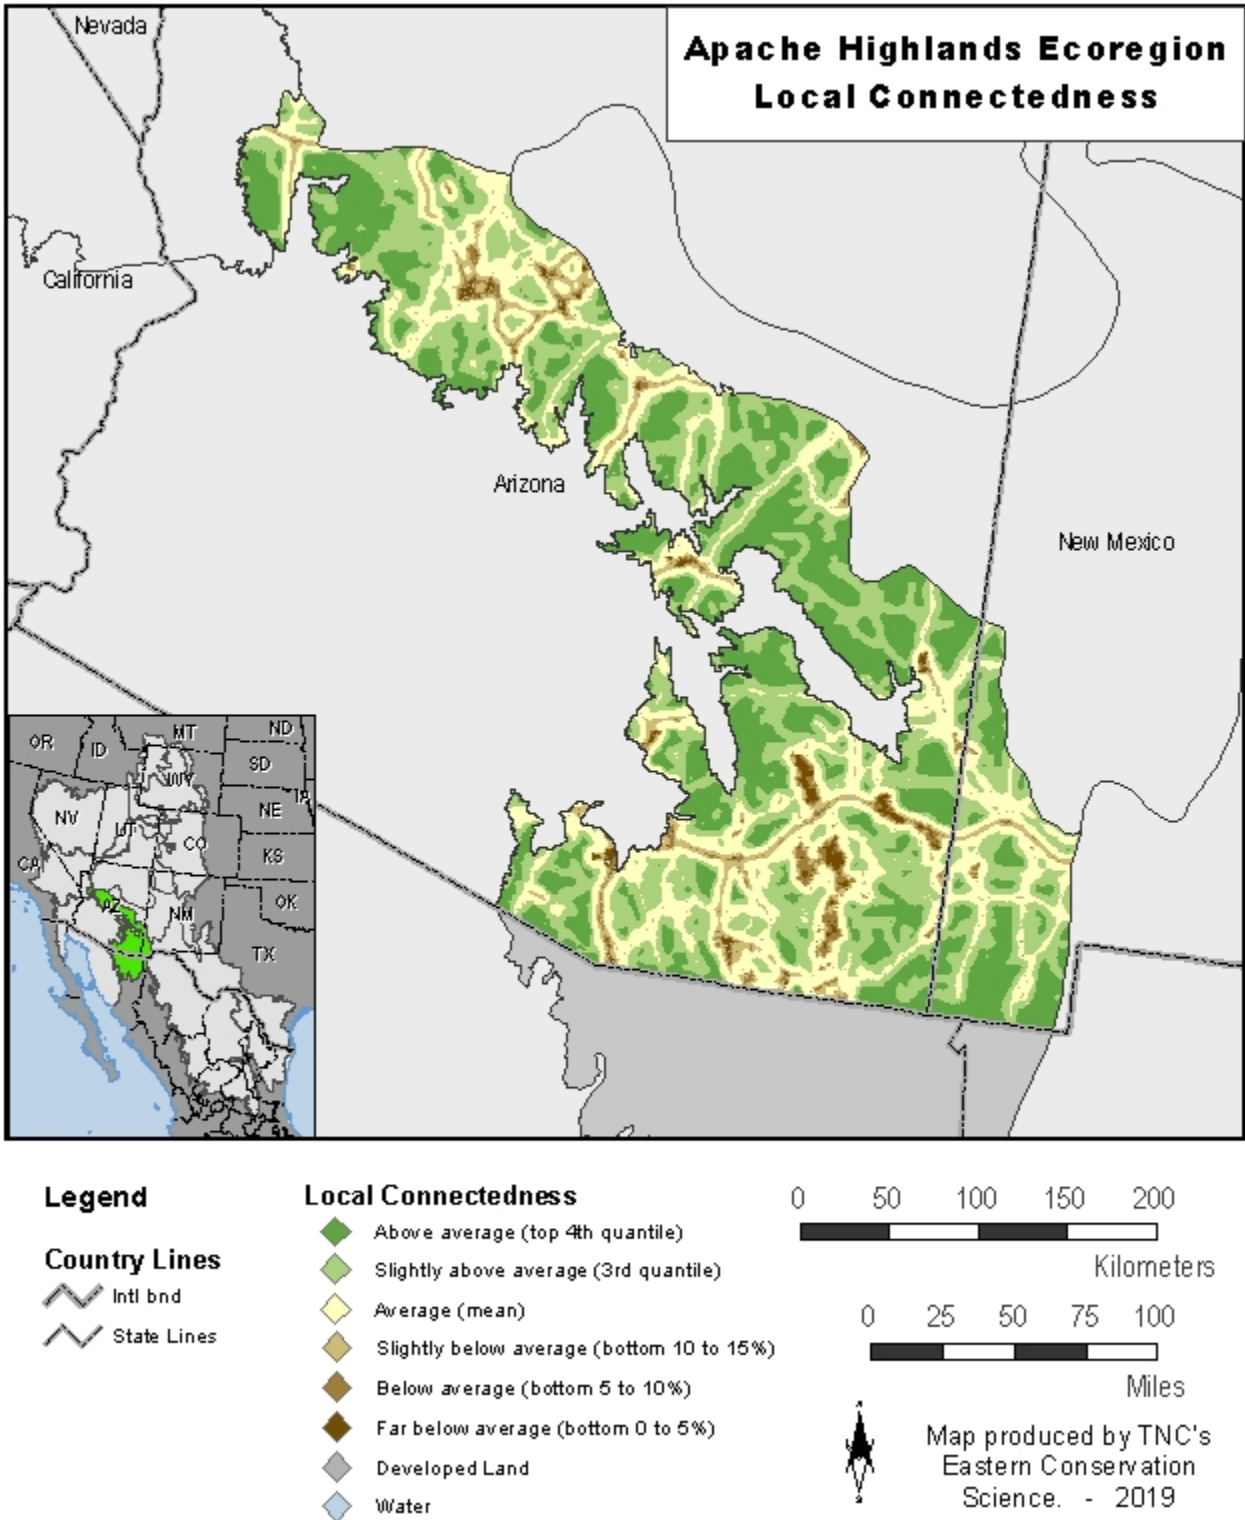 Nevada
Apache Highlands Ecoregion
Local Connectedness
California
Arizona
New Mexico
OR
ID
MT
ND
SD
WY
NE
IA
NV
UT
CO
CA
KS
AZ
NM
OK
TX
Legend
Country Lines
Intl bnd
State Lines
Local Connectedness
Above average (top 4th quantile)
Slightly above average (3rd quantile)
Average (mean)
Slightly below average (bottom 10 to 15%)
Below average (bottom 5 to 10%)
Far below average (bottom 0 to 5%)
Developed Land
Water
0 50 100 150 200
Kilometers
0 25 50 75 100
Miles
Map produced by TNC's
Eastern Conservation
Science. - 2019